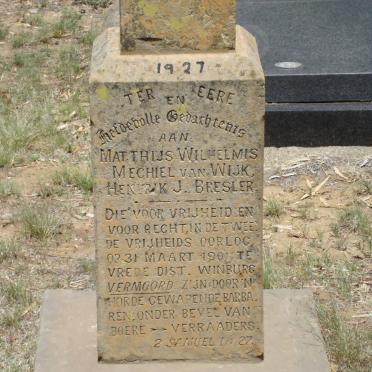 1927
TER EERE
EN
liefdevolle Gedachtenis
AAN
MATTHIJS WILHELMIS
MECHIEL VAN WIJK,
HENRIK J. BRESLER.
DIE VOOR VRIJHEID EN
VOOR RECHT, IN DE TWEE
DE VRIJHEIDS OORLOG,
OP 31 MAART 1901 TE
VREDE DIST. WINBURG
VERMOORD ZIJN DOOR 'N
HORDE GEWAPENDE BARBA
REN, ONDER BEVEL VAN
BOERE — VERRAADERS.
2 SAMUEL 1 V 27.